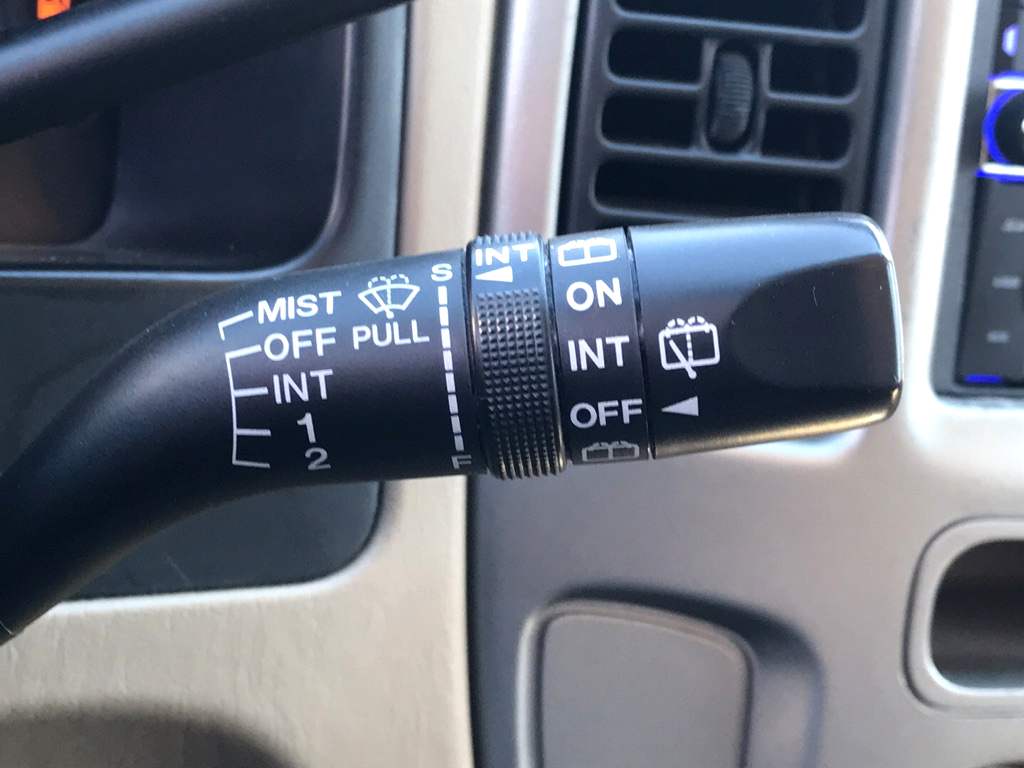 MIST
OFF PULL
INT
1
2
S
F
INT
ON
INT
OFF